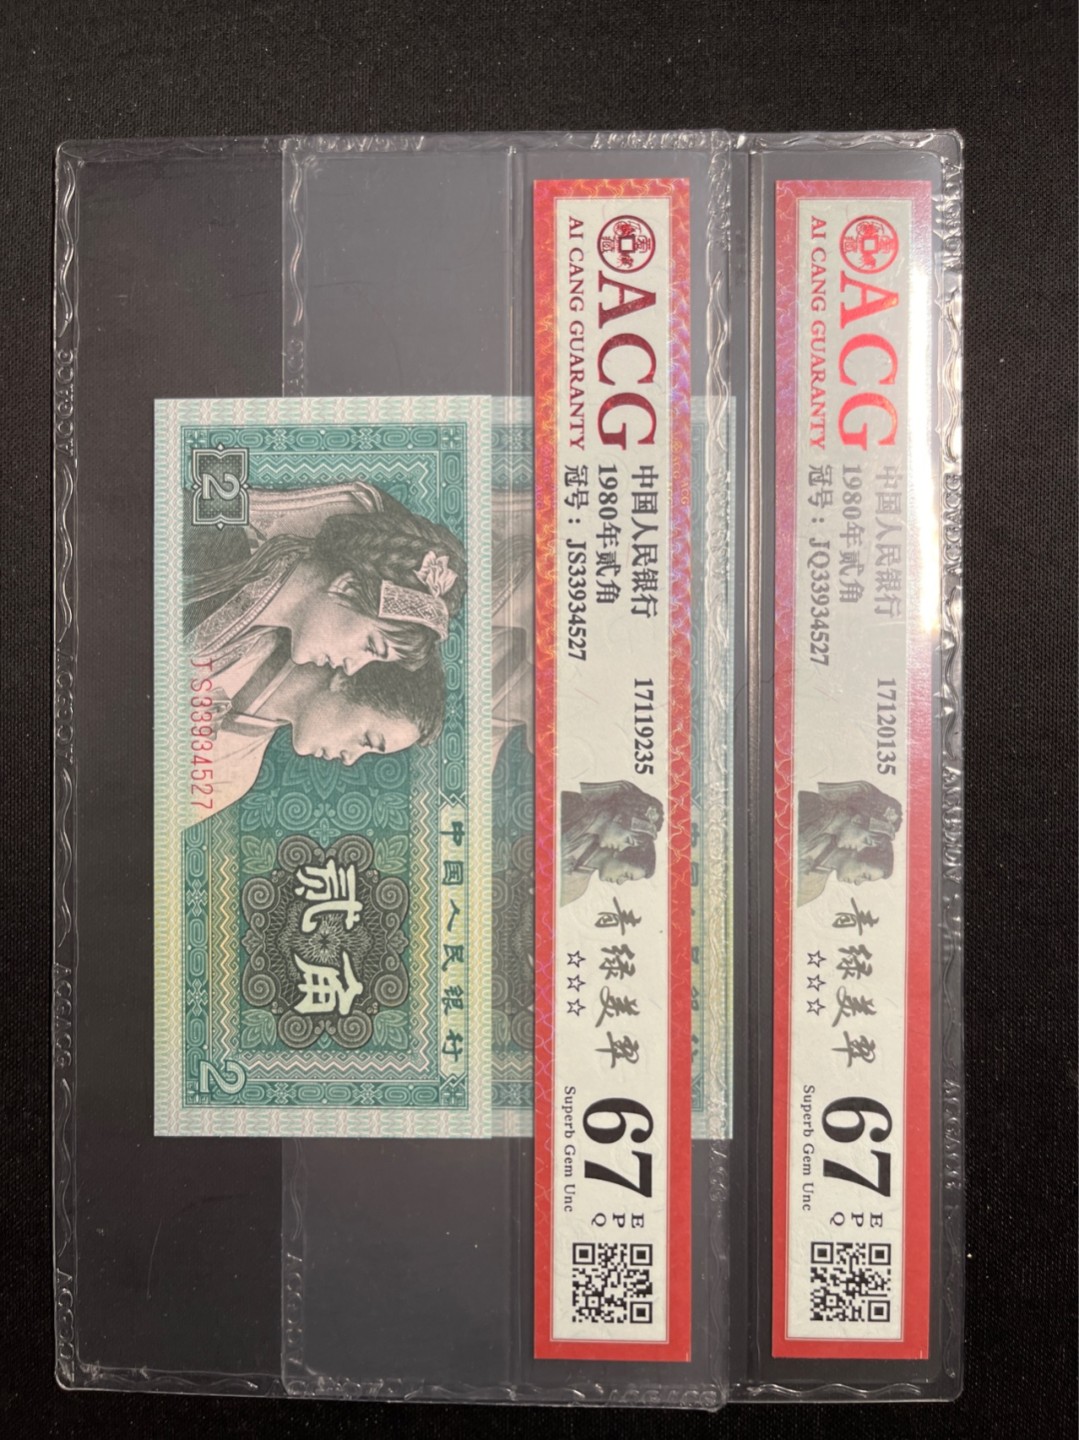 ACG
AI CANG GUARANTY
中国人民银行
1980年贰角
冠号：JQ33934527
17120135
青绿美翠
☆☆☆
67
EPQ
Superb Gem Unc
ACG
AI CANG GUARANTY
中国人民银行
1980年贰角
冠号：JS33934527
17119235
青绿美翠
☆☆☆
67
EPQ
Superb Gem Unc
中国人民银行
贰角
2
2
JS33934527